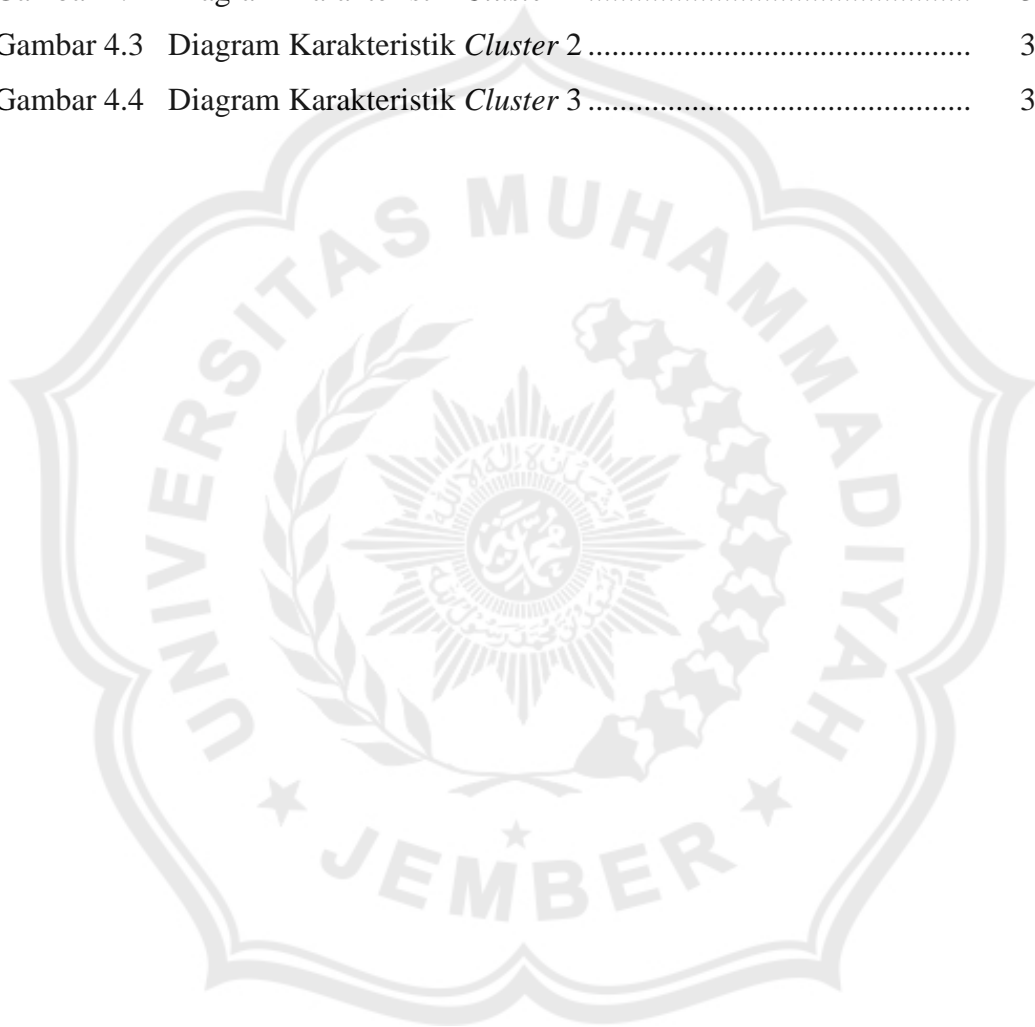 Gambar 4.3 Diagram Karakteristik Cluster 2 ............................................ 3
Gambar 4.4 Diagram Karakteristik Cluster 3 ............................................ 3
UNIVERSITAS MUHAMMADIYAH
JEMBER